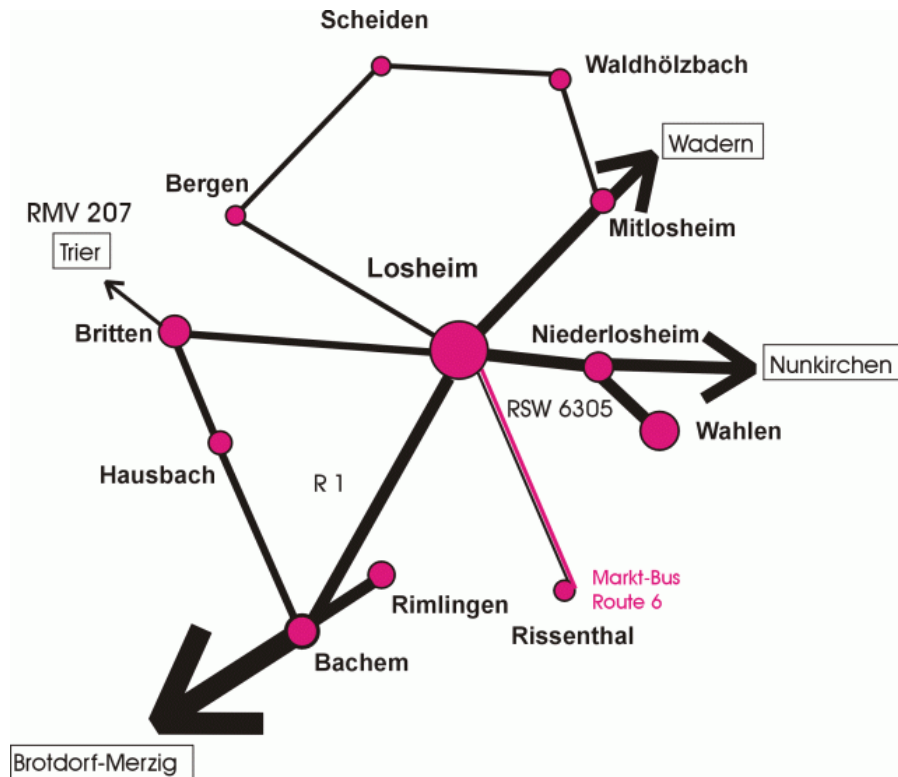 Scheiden
Waldhölzbach
Wadern
Bergen
RMV 207
Mitlosheim
Trier
Losheim
Britten
Niederlosheim
Nunkirchen
RSW 6305
Wahlen
Hausbach
R 1
Markt-Bus
Route 6
Rimlingen
Rissenthal
Bachem
Brotdorf-Merzig